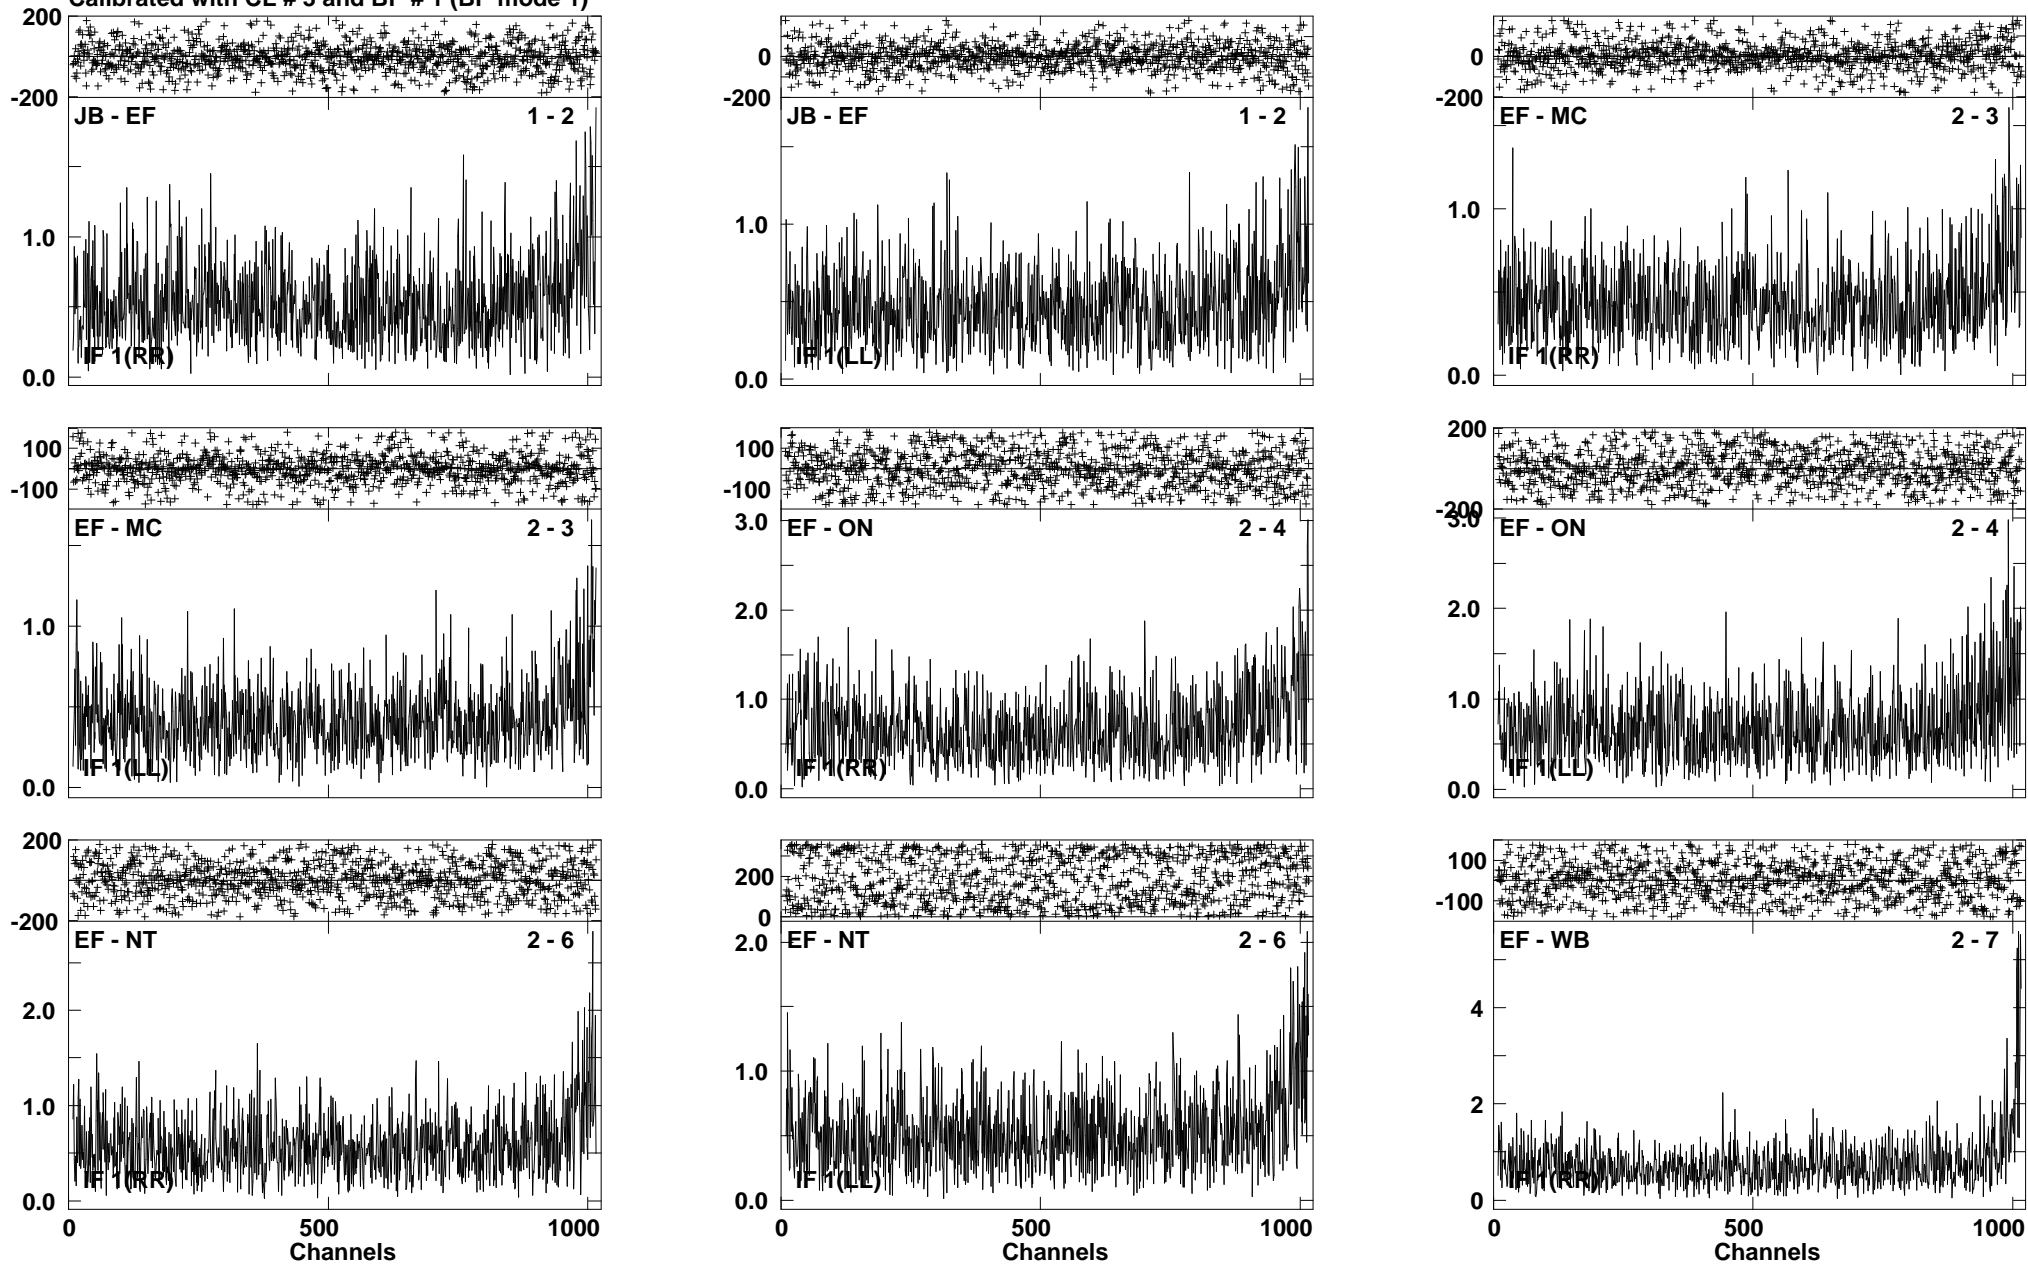 Calibrated with CL # 3 and BP # 1 (BP mode 1)
200
-200
JB - EF 1 - 2
1.0
IF 1(RR)
0.0
0
-200
JB - EF 1 - 2
1.0
IF 1(LL)
0.0
0
-200
EF - MC 2 - 3
1.0
IF 1(RR)
0.0
100
-100
EF - MC 2 - 3
1.0
IF 1(LL)
0.0
100
-100
3.0
EF - ON 2 - 4
2.0
1.0
IF 1(RR)
0.0
200
-200
3.0
EF - ON 2 - 4
2.0
1.0
IF 1(LL)
0.0
200
-200
EF - NT 2 - 6
2.0
1.0
IF 1(RR)
0.0
0 500 1000
Channels
200
0
EF - NT 2 - 6
2.0
1.0
IF 1(LL)
0.0
0 500 1000
Channels
100
-100
EF - WB 2 - 7
4
2
IF 1(RR)
0
0 500 1000
Channels